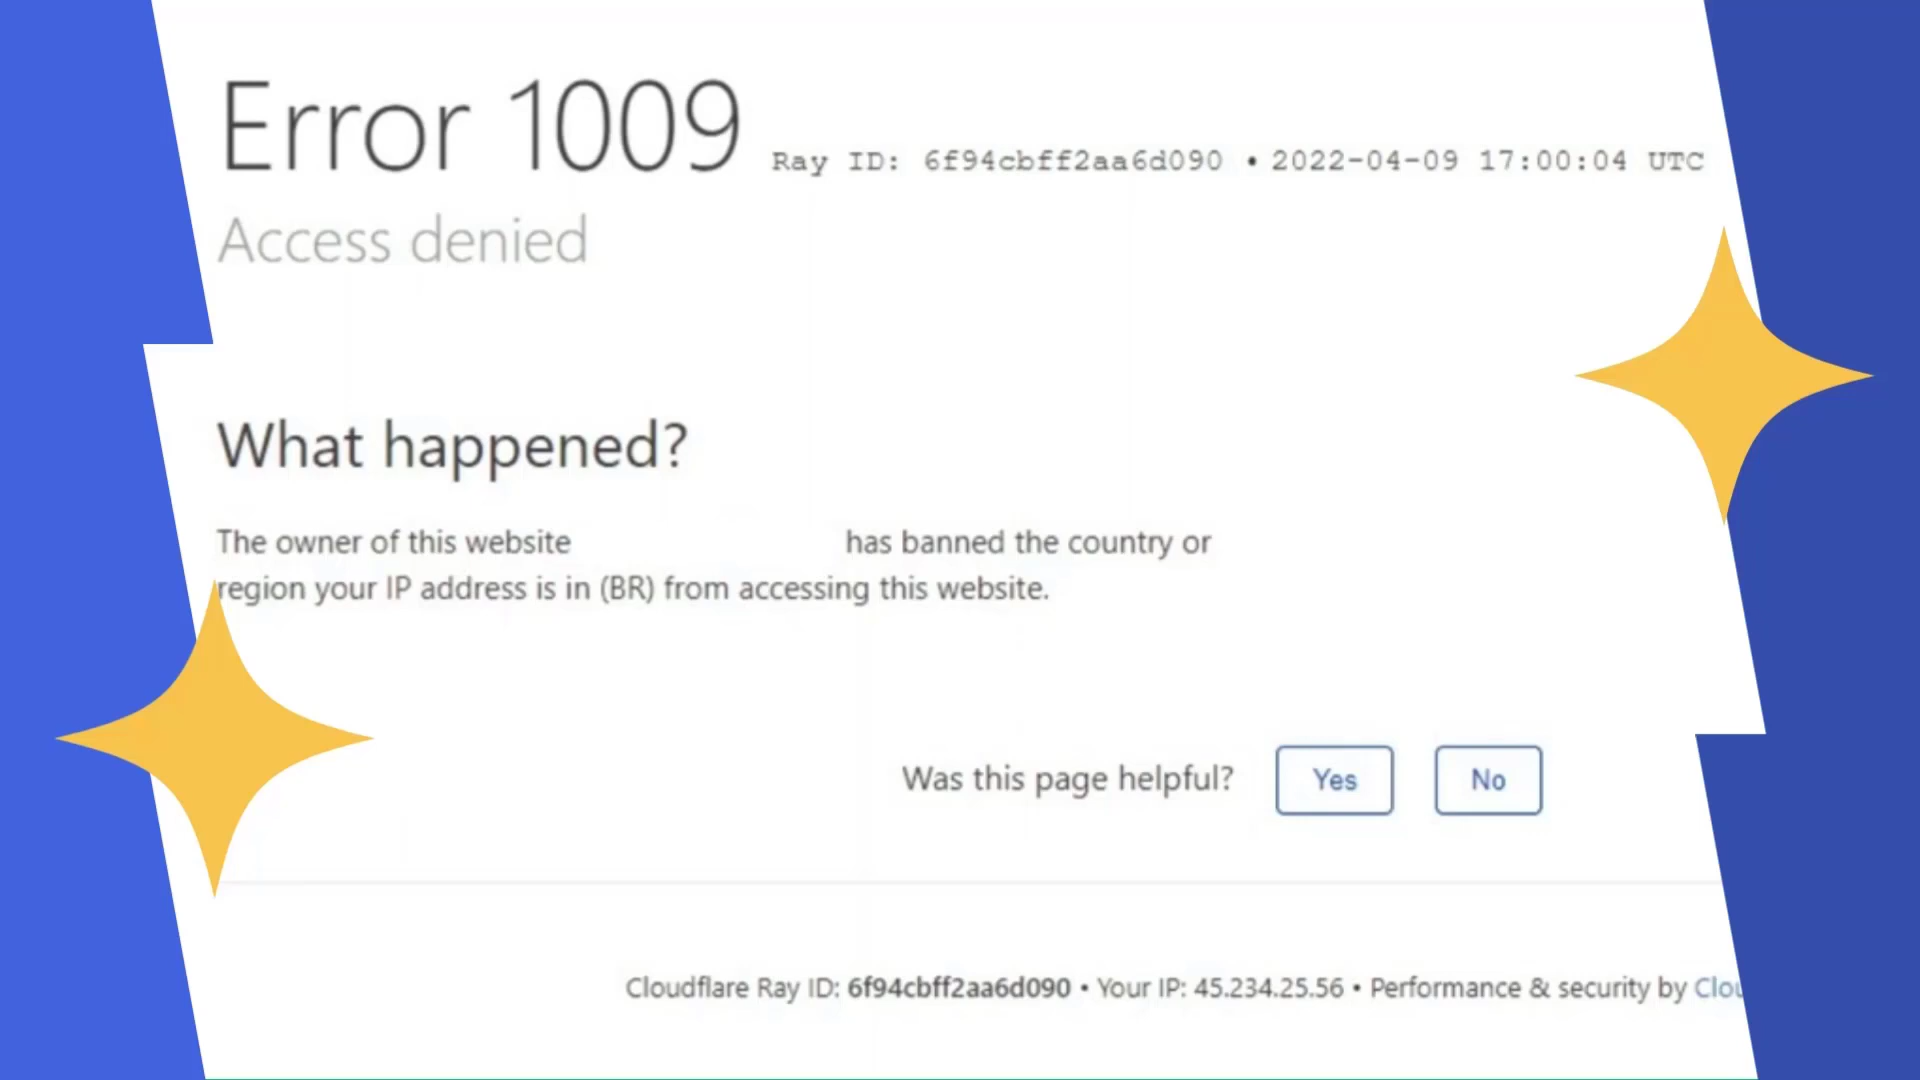 Error 1009 Ray ID: 6f94cbff2aa6d090 • 2022-04-09 17:00:04 UTC
Access denied
What happened?
The owner of this website has banned the country or
region your IP address is in (BR) from accessing this website.
Was this page helpful? Yes No
Cloudflare Ray ID: 6f94cbff2aa6d090 • Your IP: 45.234.25.56 • Performance & security by